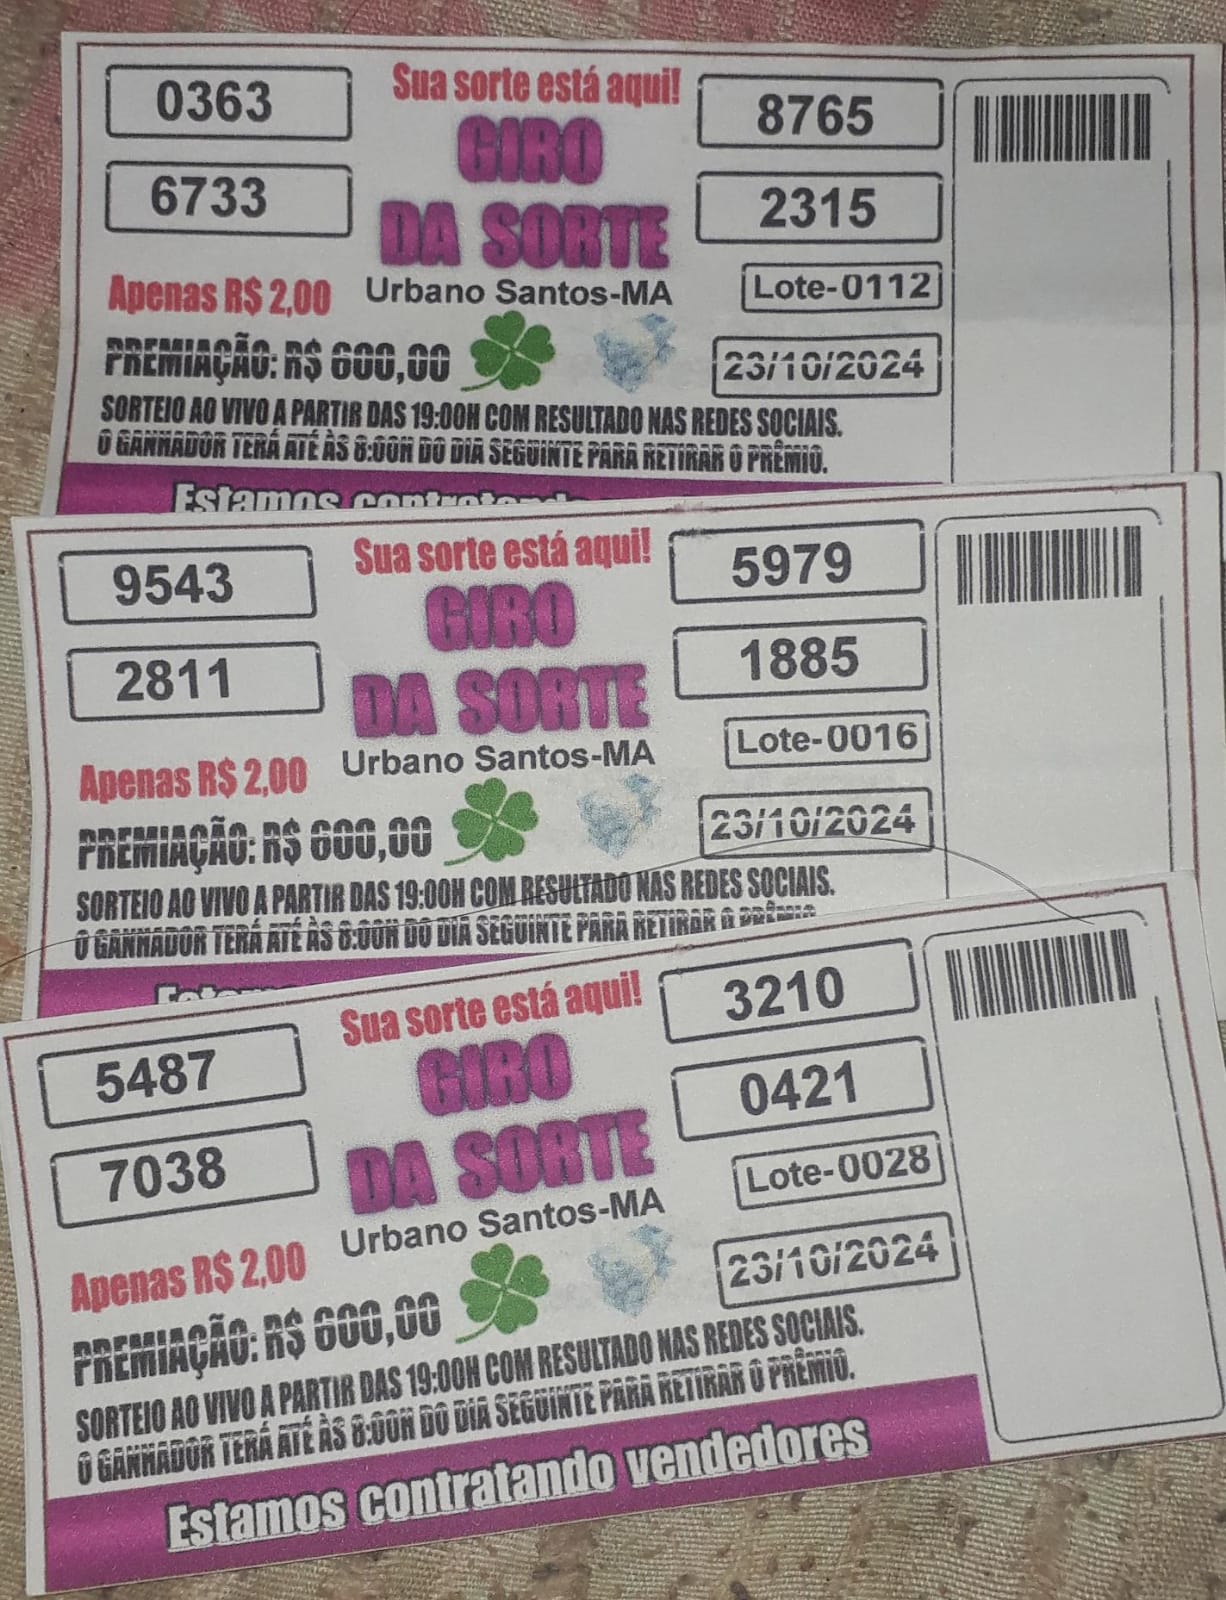 0363
Sua sorte está aqui!
8765
GIRO
6733
DA SORTE
2315
Apenas R$ 2,00
Urbano Santos-MA
Lote-0112
PREMIAÇÃO: R$ 600,00
23/10/2024
SORTEIO AO VIVO A PARTIR DAS 19:00H COM RESULTADO NAS REDES SOCIAIS.
O GANHADOR TERÁ ATÉ ÀS 8:00H DO DIA SEGUINTE PARA RETIRAR O PRÊMIO.
Estamos contratando
9543
Sua sorte está aqui!
5979
GIRO
2811
DA SORTE
1885
Apenas R$ 2,00
Urbano Santos-MA
Lote-0016
PREMIAÇÃO: R$ 600,00
23/10/2024
SORTEIO AO VIVO A PARTIR DAS 19:00H COM RESULTADO NAS REDES SOCIAIS.
O GANHADOR TERÁ ATÉ ÀS 8:00H DO DIA SEGUINTE PARA RETIRAR O PRÊMIO.
5487
Sua sorte está aqui!
3210
GIRO
7038
DA SORTE
0421
Apenas R$ 2,00
Urbano Santos-MA
Lote-0028
PREMIAÇÃO: R$ 600,00
23/10/2024
SORTEIO AO VIVO A PARTIR DAS 19:00H COM RESULTADO NAS REDES SOCIAIS.
O GANHADOR TERÁ ATÉ ÀS 8:00H DO DIA SEGUINTE PARA RETIRAR O PRÊMIO.
Estamos contratando vendedores